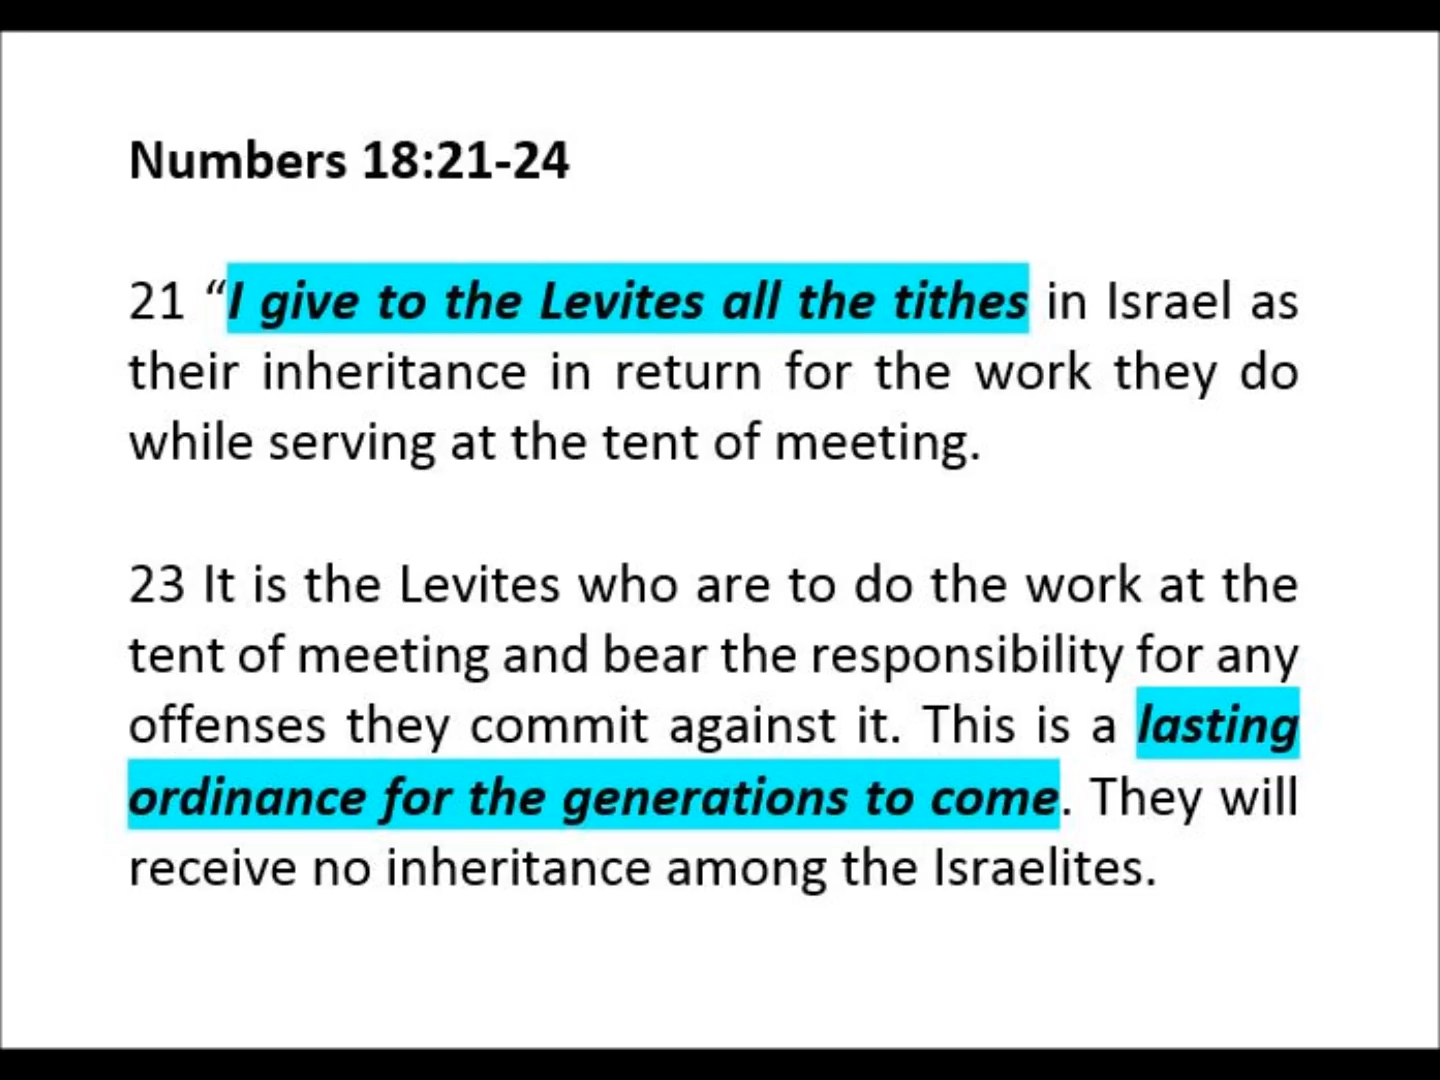 Numbers 18:21-24
21 “I give to the Levites all the tithes in Israel as
their inheritance in return for the work they do
while serving at the tent of meeting.
23 It is the Levites who are to do the work at the
tent of meeting and bear the responsibility for any
offenses they commit against it. This is a lasting
ordinance for the generations to come. They will
receive no inheritance among the Israelites.